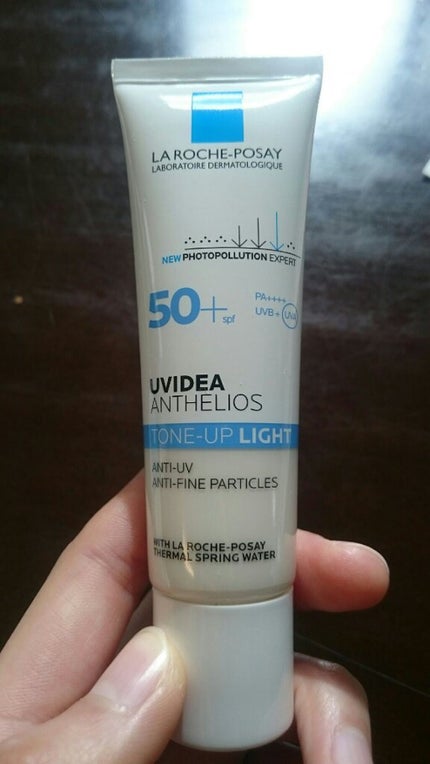 LA ROCHE-POSAY
LABORATOIRE DERMATOLOGIQUE
NEW PHOTOPOLLUTION EXPERT
50+ spf
PA++++
UVB + UVA
UVIDEA
ANTHELIOS
TONE-UP LIGHT
ANTI-UV
ANTI-FINE PARTICLES
WITH LA ROCHE-POSAY
THERMAL SPRING WATER